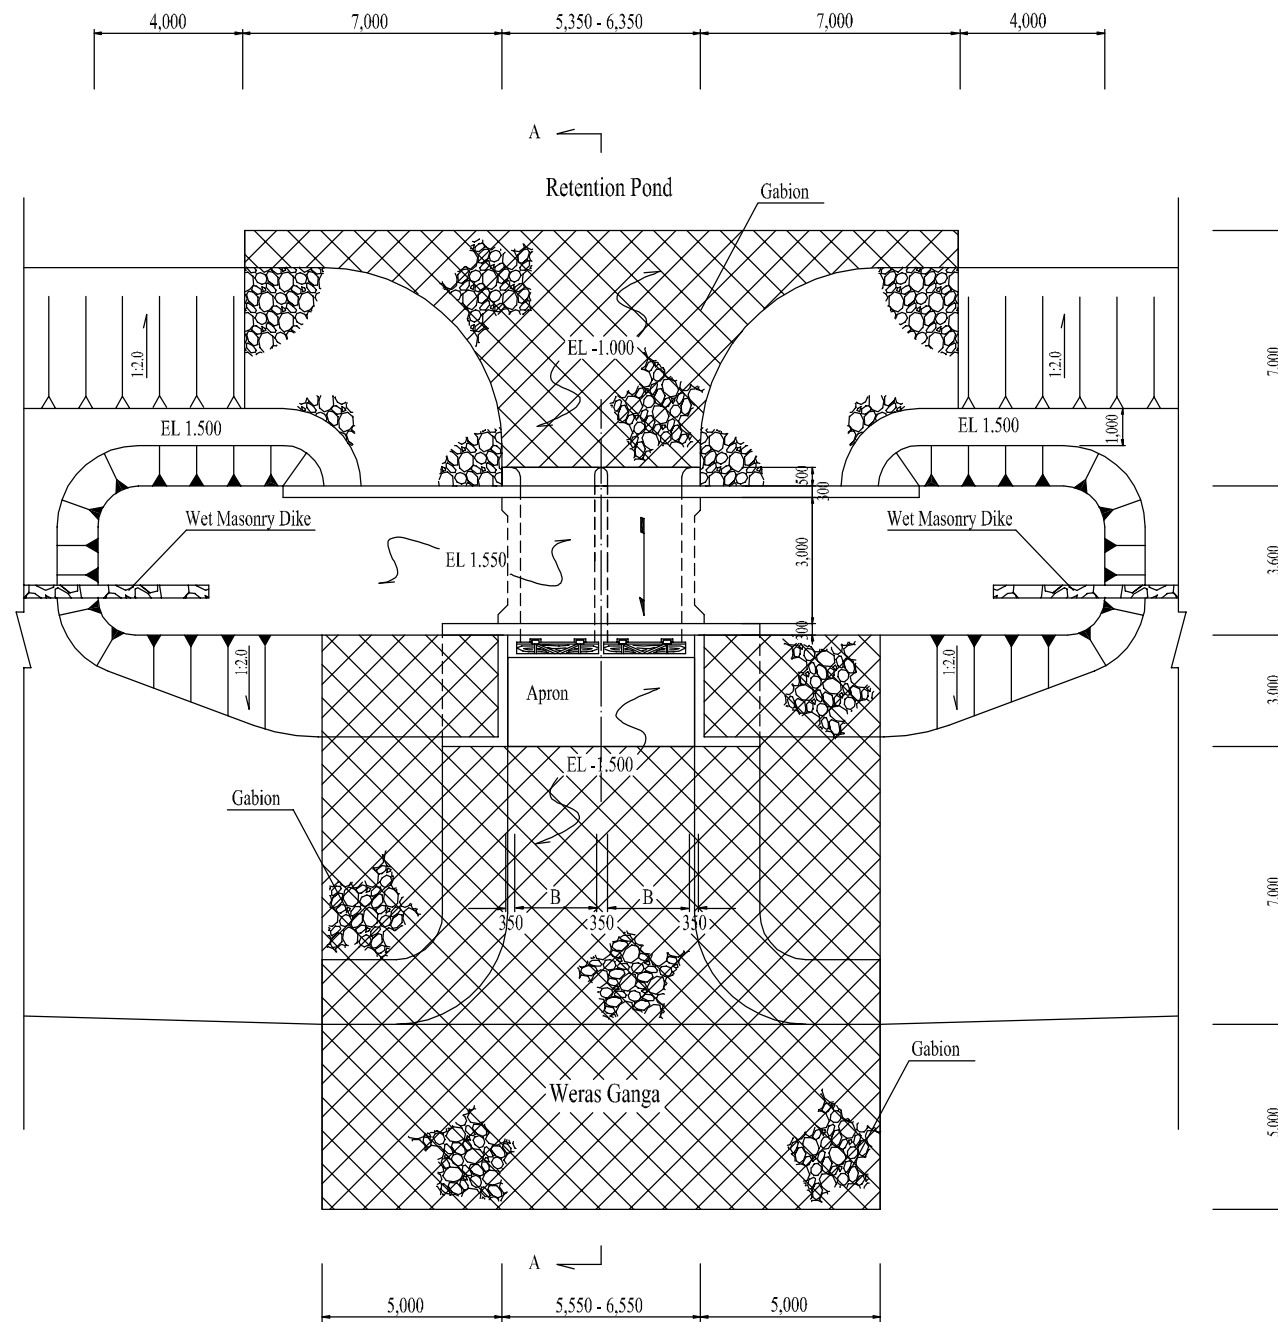 4,000
7,000
5,350 - 6,350
7,000
4,000
A
Retention Pond
Gabion
EL -1.000
1:2.0
1:2.0
7,000
EL 1.500
EL 1.500
1,000
500
300
Wet Masonry Dike
Wet Masonry Dike
EL 1.550
3,000
3,600
300
1:2.0
1:2.0
Apron
3,000
EL -1.500
Gabion
B
B
350
350
350
7,000
Gabion
Weras Ganga
5,000
A
5,000
5,550 - 6,550
5,000